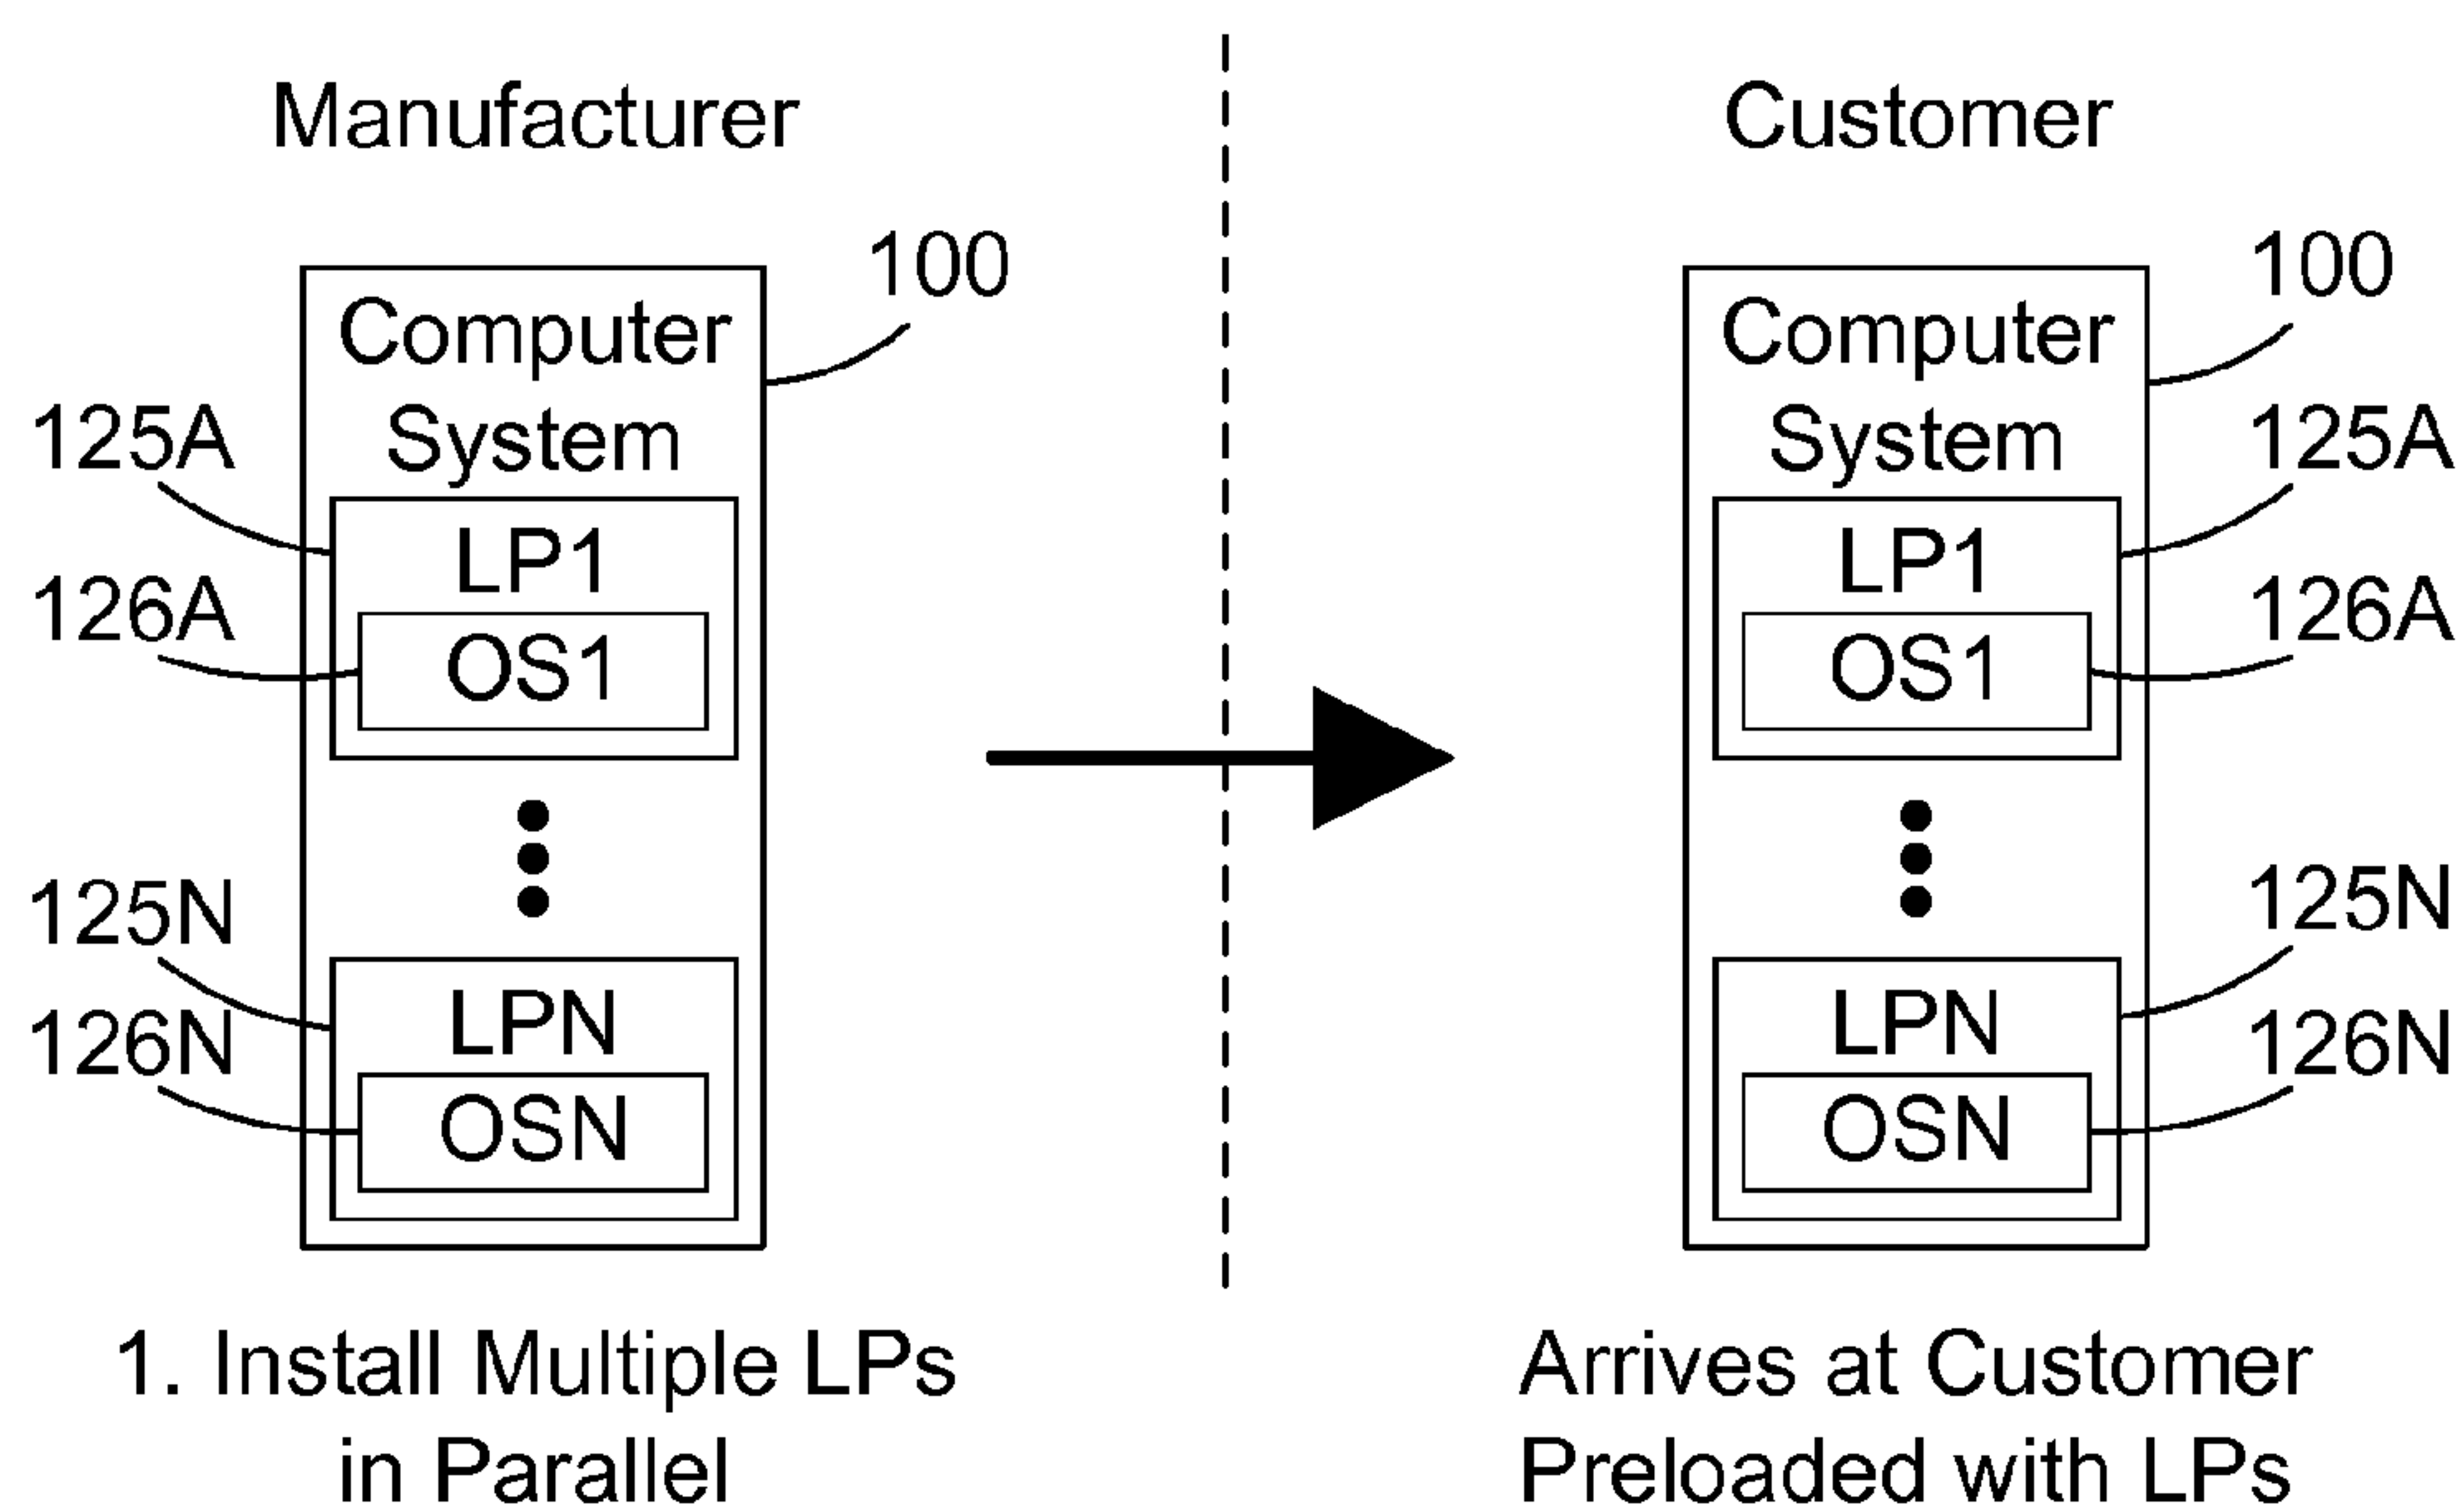 Manufacturer
100
Computer
System
125A
LP1
126A
OS1
125N
LPN
126N
OSN
1. Install Multiple LPs
in Parallel
Customer
100
Computer
System
125A
LP1
126A
OS1
125N
LPN
126N
OSN
Arrives at Customer
Preloaded with LPs